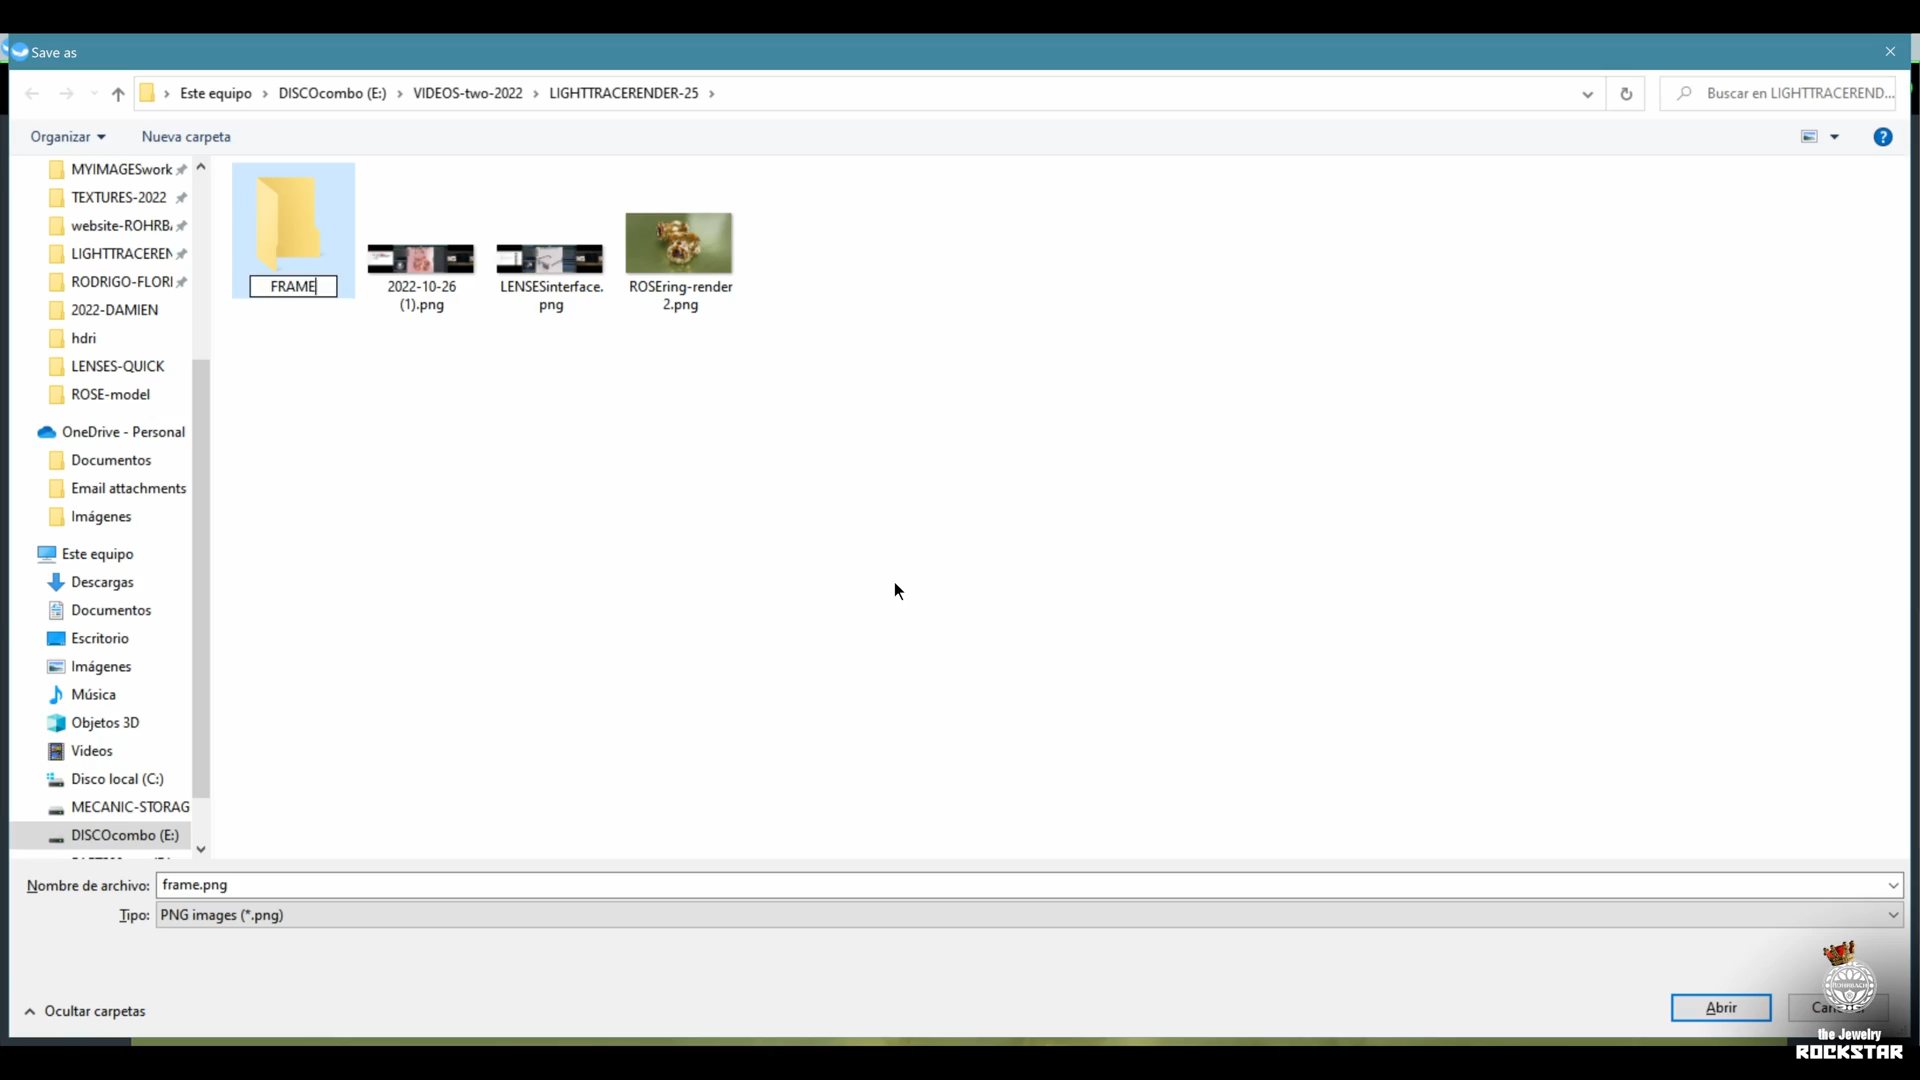 Save as
Este equipo
DISCOcombo (E:)
VIDEOS-two-2022
LIGHTTRACERENDER-25
Buscar en LIGHTTRACEREND...
Organizar
Nueva carpeta
MYIMAGESwork
TEXTURES-2022
website-ROHRB
LIGHTTRACEREN
RODRIGO-FLORI
2022-DAMIEN
hdri
LENSES-QUICK
ROSE-model
OneDrive - Personal
Documentos
Email attachments
Imágenes
Este equipo
Descargas
Documentos
Escritorio
Imágenes
Música
Objetos 3D
Videos
Disco local (C:)
MECANIC-STORAG
DISCOcombo (E:)
FRAME
2022-10-26
(1).png
LENSESinterface.
png
ROSEring-render
2.png
Nombre de archivo:
frame.png
Tipo:
PNG images (*.png)
Ocultar carpetas
Abrir
ROHRBACH
the Jewelry
ROCKSTAR